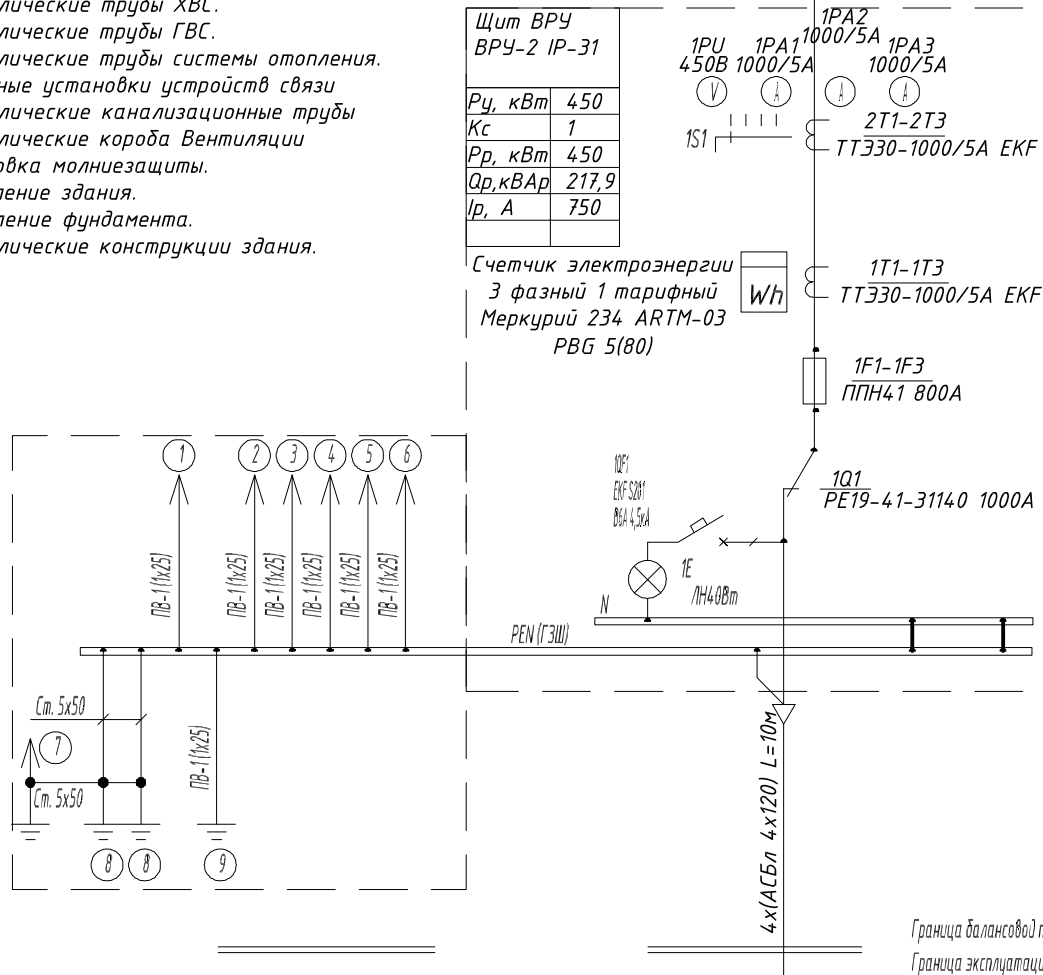 лические трубы ХВС.
лические трубы ГВС.
лические трубы системы отопления.
ные установки устройств связи
лические канализационные трубы
лические короба Вентиляции
овка молниезащиты.
ление здания.
ление фундамента.
лические конструкции здания.
Щит ВРУ
ВРУ-2 IP-31
Ру, кВт 450
Кс 1
Рр, кВт 450
Qр,кВАр 217,9
Iр, А 750
1PU
450В
1PA1
1000/5А
1PA2
1000/5А
1PA3
1000/5А
V
A
A
A
1S1
2Т1-2Т3
ТТЭ30-1000/5А EKF
Счетчик электроэнергии
3 фазный 1 тарифный
Меркурий 234 ARTM-03
PBG 5(80)
Wh
1Т1-1Т3
ТТЭ30-1000/5А EKF
1F1-1F3
ППН41 800А
1Q1
РЕ19-41-31140 1000А
1QF1
EKF S201
В6А 4,5кА
1Е
ЛН40Вт
N
PEN (ГЗШ)
1
2
3
4
5
6
ПВ-1 (1х25)
ПВ-1 (1х25)
ПВ-1 (1х25)
ПВ-1 (1х25)
ПВ-1 (1х25)
ПВ-1 (1х25)
Ст. 5х50
7
Ст. 5х50
ПВ-1 (1х25)
8
8
9
4х(АСБл 4х120) L=10м
Граница балансовой
Граница эксплуатаци